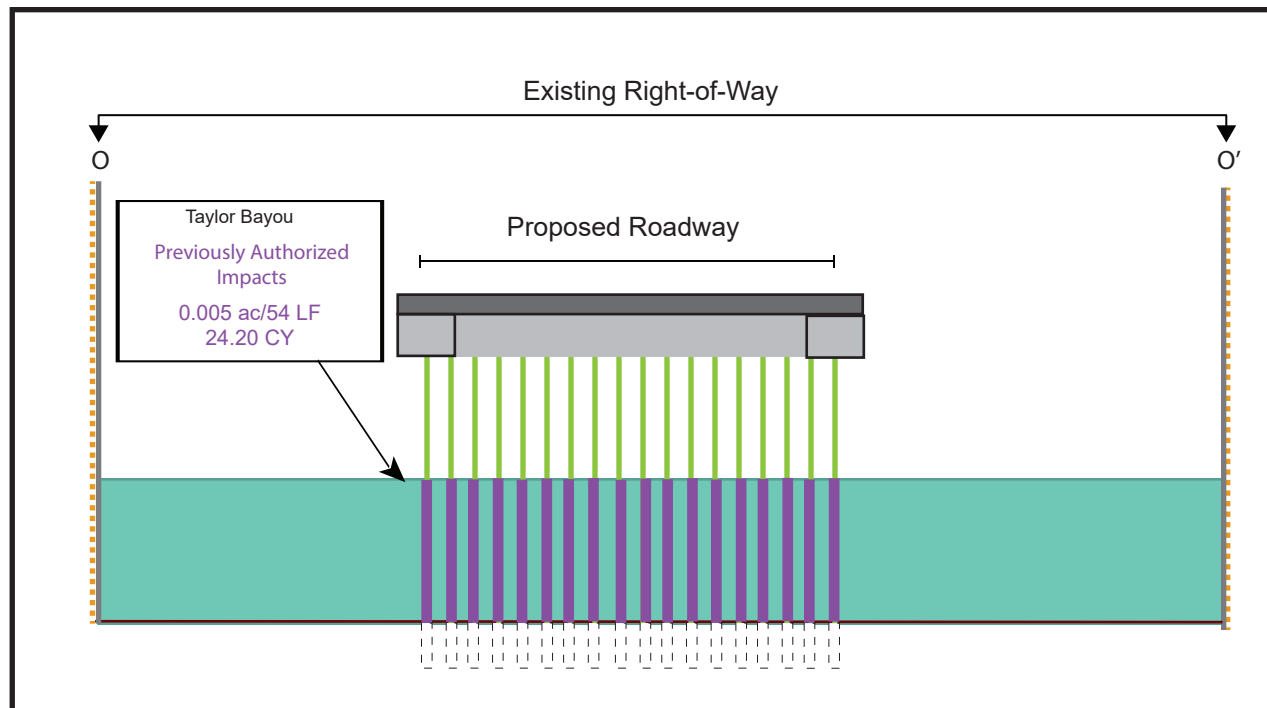 Existing Right-of-Way
O
O'
Taylor Bayou
Previously Authorized
Impacts
0.005 ac/54 LF
24.20 CY
Proposed Roadway